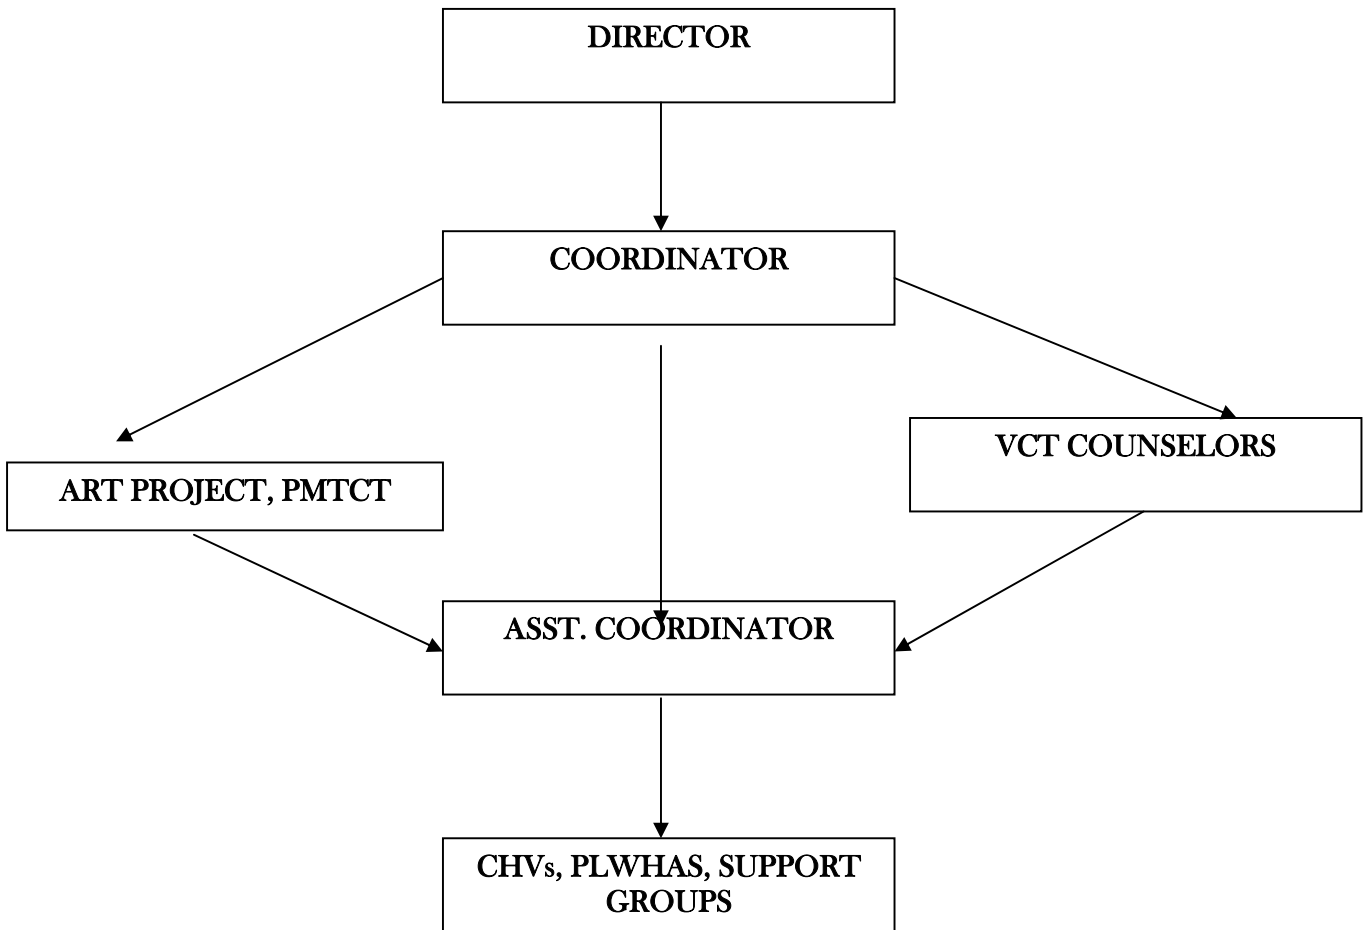 DIRECTOR
COORDINATOR
VCT COUNSELORS
ART PROJECT, PMTCT
ASST. COORDINATOR
CHVs, PLWHAS, SUPPORT
GROUPS